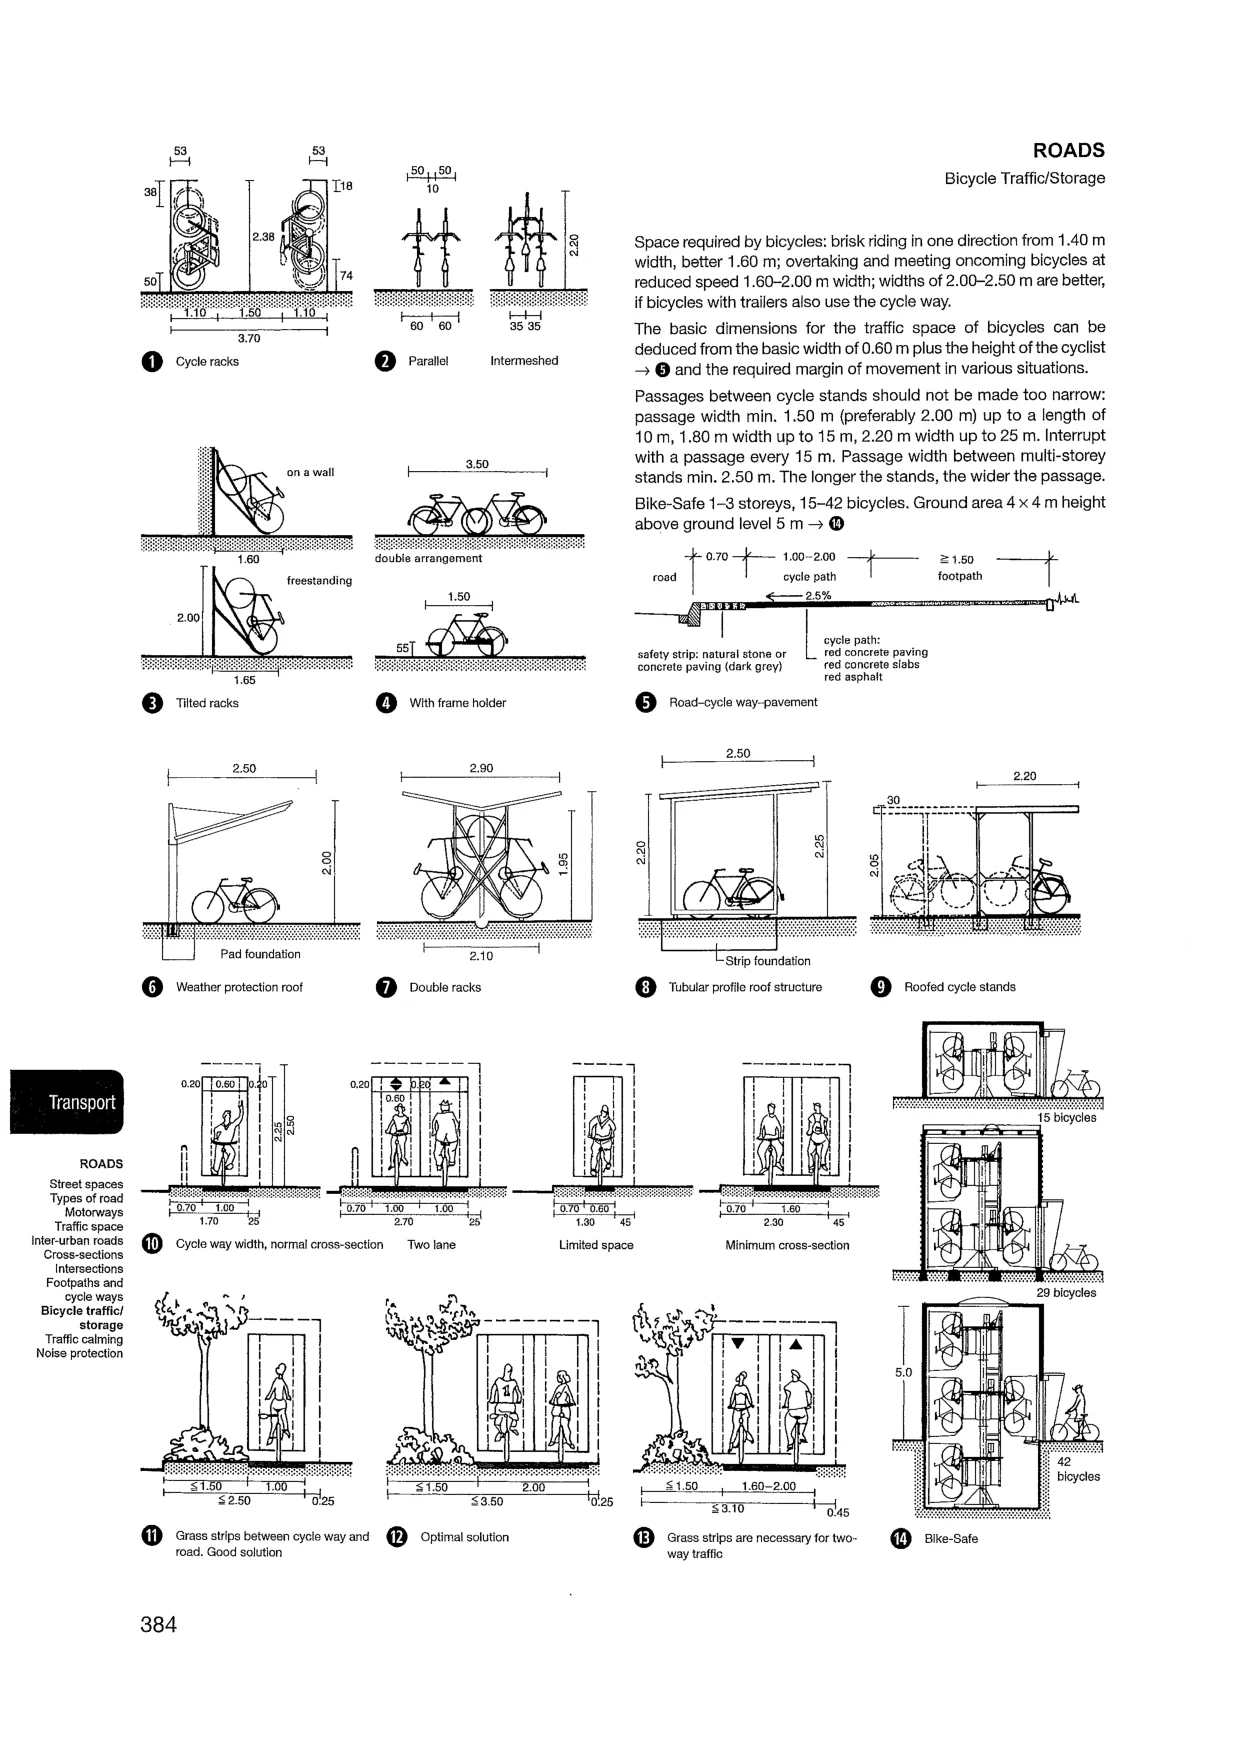 ROADS
Bicycle Traffic/Storage
Space required by bicycles: brisk riding in one direction from 1.40 m
width, better 1.60 m; overtaking and meeting oncoming bicycles at
reduced speed 1.60–2.00 m width; widths of 2.00–2.50 m are better,
if bicycles with trailers also use the cycle way.
The basic dimensions for the traffic space of bicycles can be
deduced from the basic width of 0.60 m plus the height of the cyclist
→ 5 and the required margin of movement in various situations.
Passages between cycle stands should not be made too narrow:
passage width min. 1.50 m (preferably 2.00 m) up to a length of
10 m, 1.80 m width up to 15 m, 2.20 m width up to 25 m. Interrupt
with a passage every 15 m. Passage width between multi-storey
stands min. 2.50 m. The longer the stands, the wider the passage.
Bike-Safe 1–3 storeys, 15–42 bicycles. Ground area 4 × 4 m height
above ground level 5 m → 14
53 53
38 18
2.38
50 74
1.10 1.50 1.10
3.70
1 Cycle racks
50 50
10
2.20
60 60 35 35
2 Parallel Intermeshed
on a wall
1.60
freestanding
2.00
1.65
3 Tilted racks
3.50
double arrangement
1.50
55
4 With frame holder
0.70 1.00–2.00 ≧ 1.50
road cycle path footpath
2.5%
safety strip: natural stone or
concrete paving (dark grey)
cycle path:
red concrete paving
red concrete slabs
red asphalt
5 Road–cycle way–pavement
2.50
2.00
Pad foundation
6 Weather protection roof
2.90
1.95
2.10
7 Double racks
2.50
2.20 2.25
Strip foundation
8 Tubular profile roof structure
2.20
30
2.05
9 Roofed cycle stands
Transport
ROADS
Street spaces
Types of road
Motorways
Traffic space
Inter-urban roads
Cross-sections
Intersections
Footpaths and
cycle ways
Bicycle traffic/
storage
Traffic calming
Noise protection
0.20 0.60 0.20
2.25 2.50
0.70 1.00
1.70 25
10 Cycle way width, normal cross-section
0.20 0.20
0.60
0.70 1.00 1.00
2.70 25
Two lane
0.70 0.60
1.30 45
Limited space
0.70 1.60
2.30 45
Minimum cross-section
≦1.50 1.00
≦2.50 0.25
11 Grass strips between cycle way and
road. Good solution
≦1.50 2.00
≦3.50 0.25
12 Optimal solution
≦1.50 1.60–2.00
≦3.10 0.45
13 Grass strips are necessary for two-
way traffic
15 bicycles
29 bicycles
5.0
42
bicycles
14 Bike-Safe
384